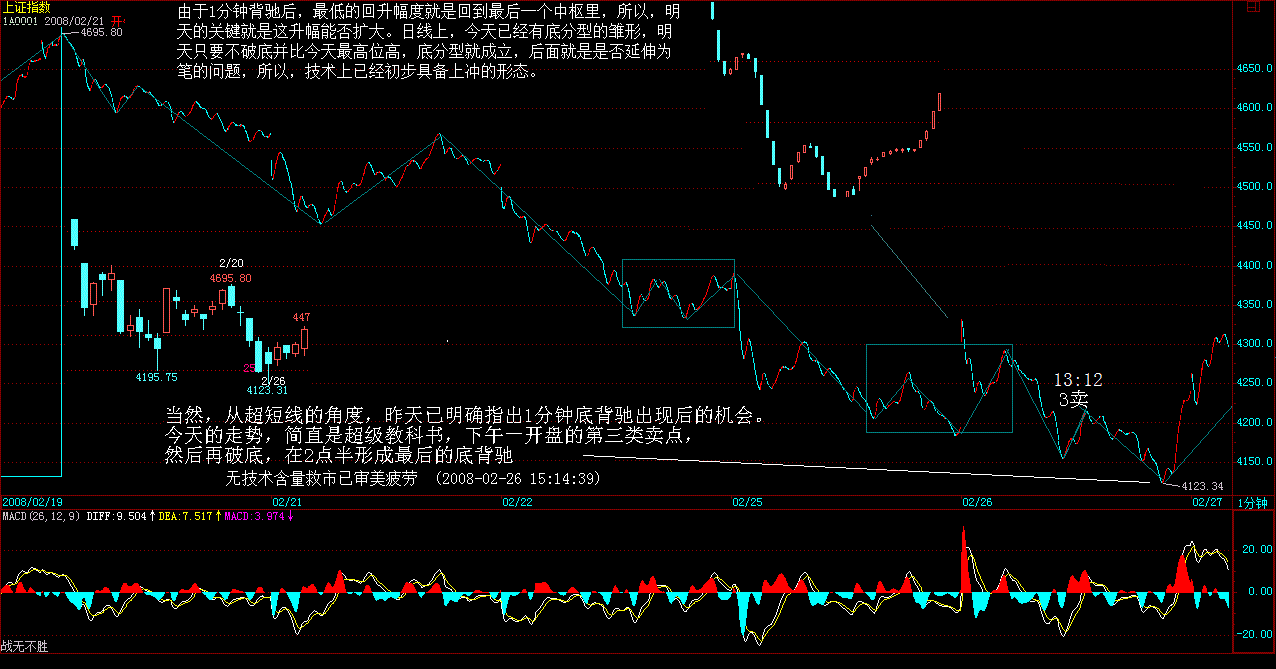 上证指数
1A0001 2008/02/21 开
4695.80
由于1分钟背驰后，最低的回升幅度就是回到最后一个中枢里，所以，明
天的关键就是这升幅能否扩大。日线上，今天已经有底分型的雏形，明
天只要不破底并比今天最高位高，底分型就成立，后面就是是否延伸为
笔的问题，所以，技术上已经初步具备上冲的形态。
4650.0
4600.0
4550.0
4500.0
4450.0
4400.0
4350.0
4300.0
4250.0
4200.0
4150.0
2/20
4695.80
447
4195.75
25
2/26
4123.31
13:12
3卖
当然，从超短线的角度，昨天已明确指出1分钟底背驰出现后的机会。
今天的走势，简直是超级教科书，下午一开盘的第三类卖点，
然后再破底，在2点半形成最后的底背驰
无技术含量救市已审美疲劳 （2008-02-26 15:14:39）
4123.34
2008/02/19 02/21 02/22 02/25 02/26 02/27 1分钟
MACD(26,12,9) DIFF:9.504↑ DEA:7.517↑ MACD:3.974↓
20.00
0.00
-20.00
战无不胜